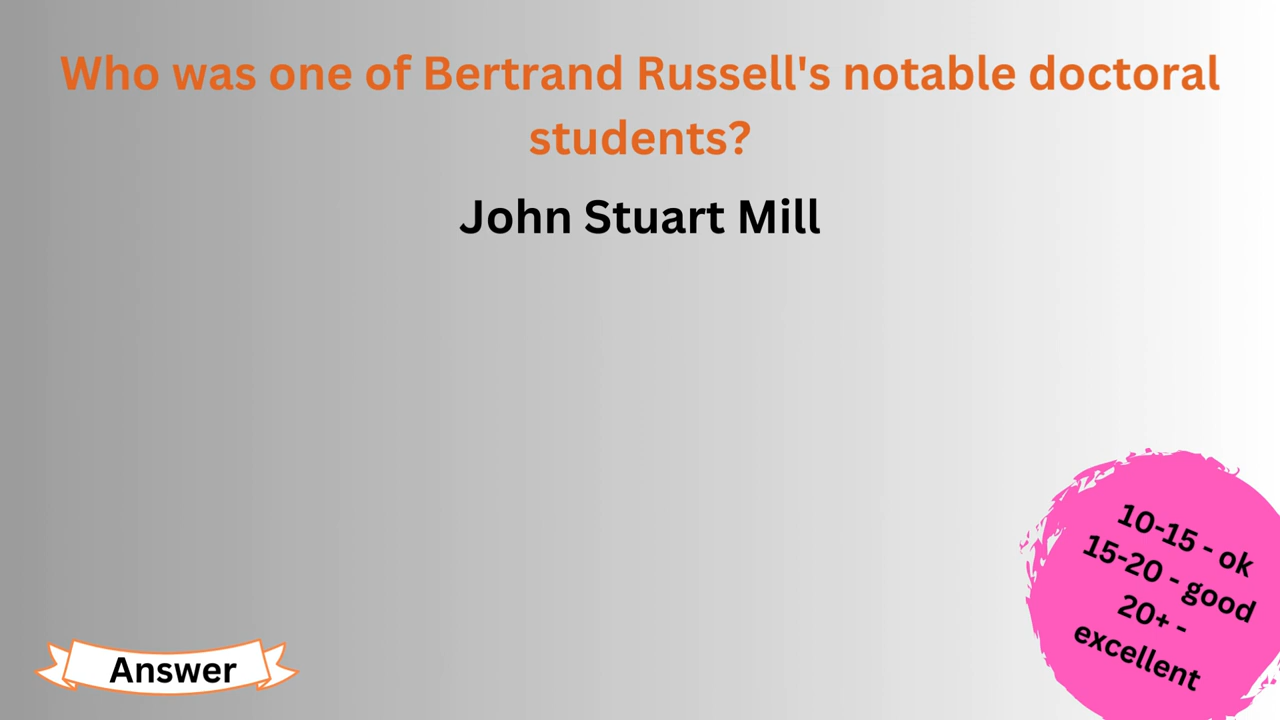 Who was one of Bertrand Russell's notable doctoral
students?
John Stuart Mill
10-15 - ok
15-20 - good
20+ -
excellent
Answer